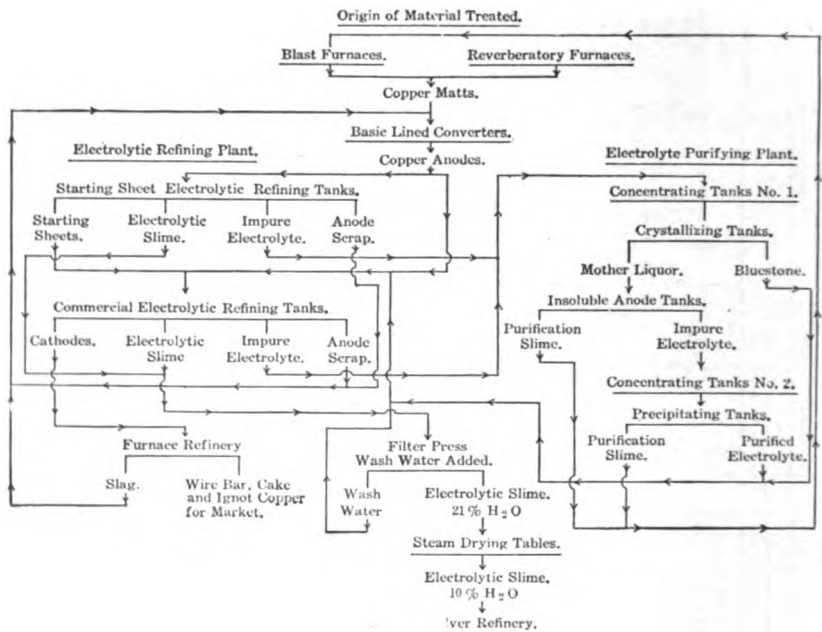 Origin of Material Treated.
Blast Furnaces.
Reverberatory Furnaces.
Copper Matts.
Basic Lined Converters.
Copper Anodes.
Electrolytic Refining Plant.
Starting Sheet Electrolytic Refining Tanks.
Starting
Sheets.
Electrolytic
Slime.
Impure
Electrolyte.
Anode
Scrap.
Commercial Electrolytic Refining Tanks.
Cathodes.
Electrolytic
Slime
Impure
Electrolyte.
Anode
Scrap.
Furnace Refinery
Slag.
Wire Bar, Cake
and Ignot Copper
for Market.
Filter Press
Wash Water Added.
Wash
Water
Electrolytic Slime.
21% H2O
Steam Drying Tables.
Electrolytic Slime.
10% H2O
Refinery.
Electrolyte Purifying Plant.
Concentrating Tanks No. 1.
Crystallizing Tanks.
Mother Liquor.
Bluestone.
Insoluble Anode Tanks.
Purification
Slime.
Impure
Electrolyte.
Concentrating Tanks No. 2.
Precipitating Tanks.
Purification
Slime.
Purified
Electrolyte.